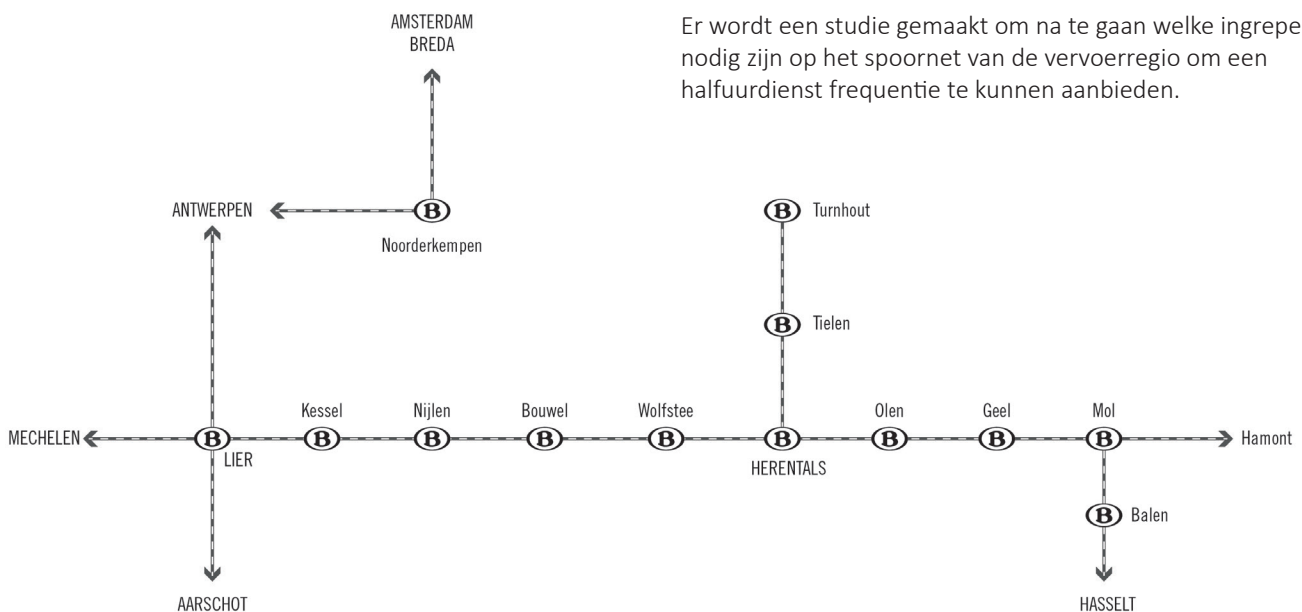 AMSTERDAM
BREDA
Er wordt een studie gemaakt om na te gaan welke ingrepe
nodig zijn op het spoornet van de vervoerregio om een
halfuurdienst frequentie te kunnen aanbieden.
ANTWERPEN
B
Noorderkempen
B
Turnhout
B
Tielen
Kessel
Nijlen
Bouwel
Wolfstee
Olen
Geel
Mol
MECHELEN
B
B
B
B
B
B
B
B
B
Hamont
LIER
HERENTALS
B
Balen
AARSCHOT
HASSELT